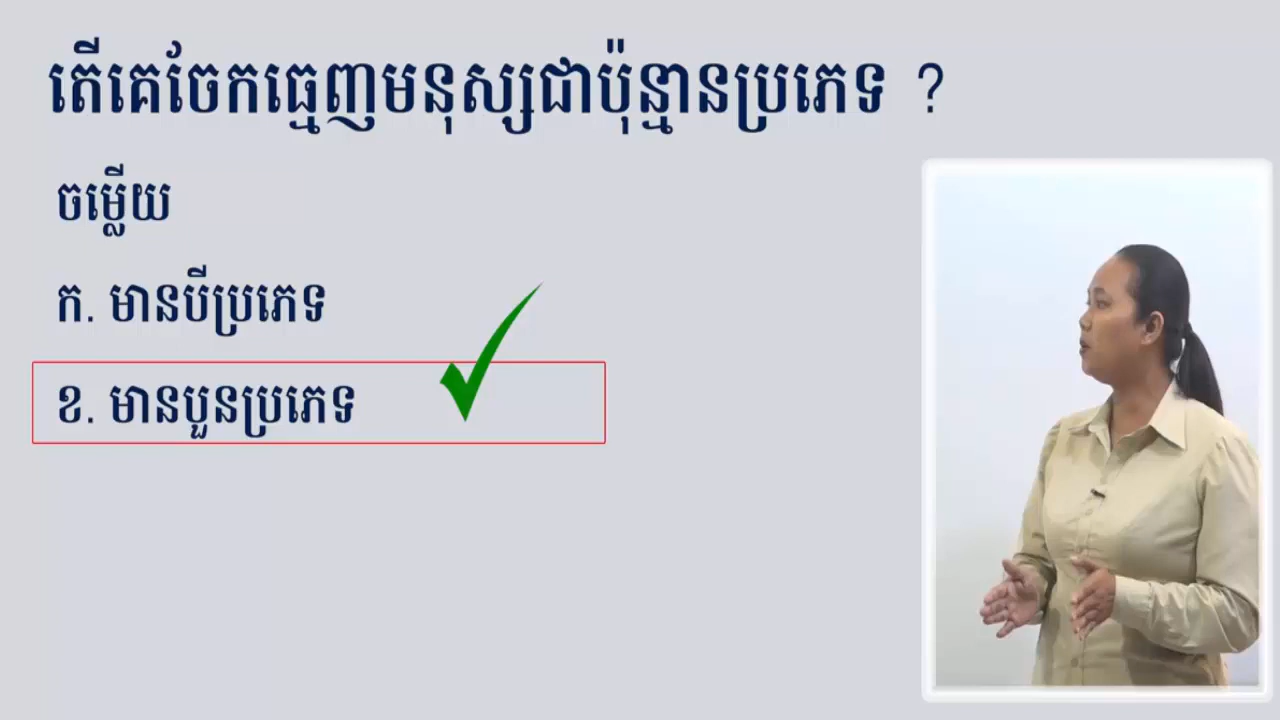 តើគេចែកធ្មេញមនុស្សជាប៉ុន្មានប្រភេទ ?
ចម្លើយ
ក. មានបីប្រភេទ
ខ. មានបួនប្រភេទ